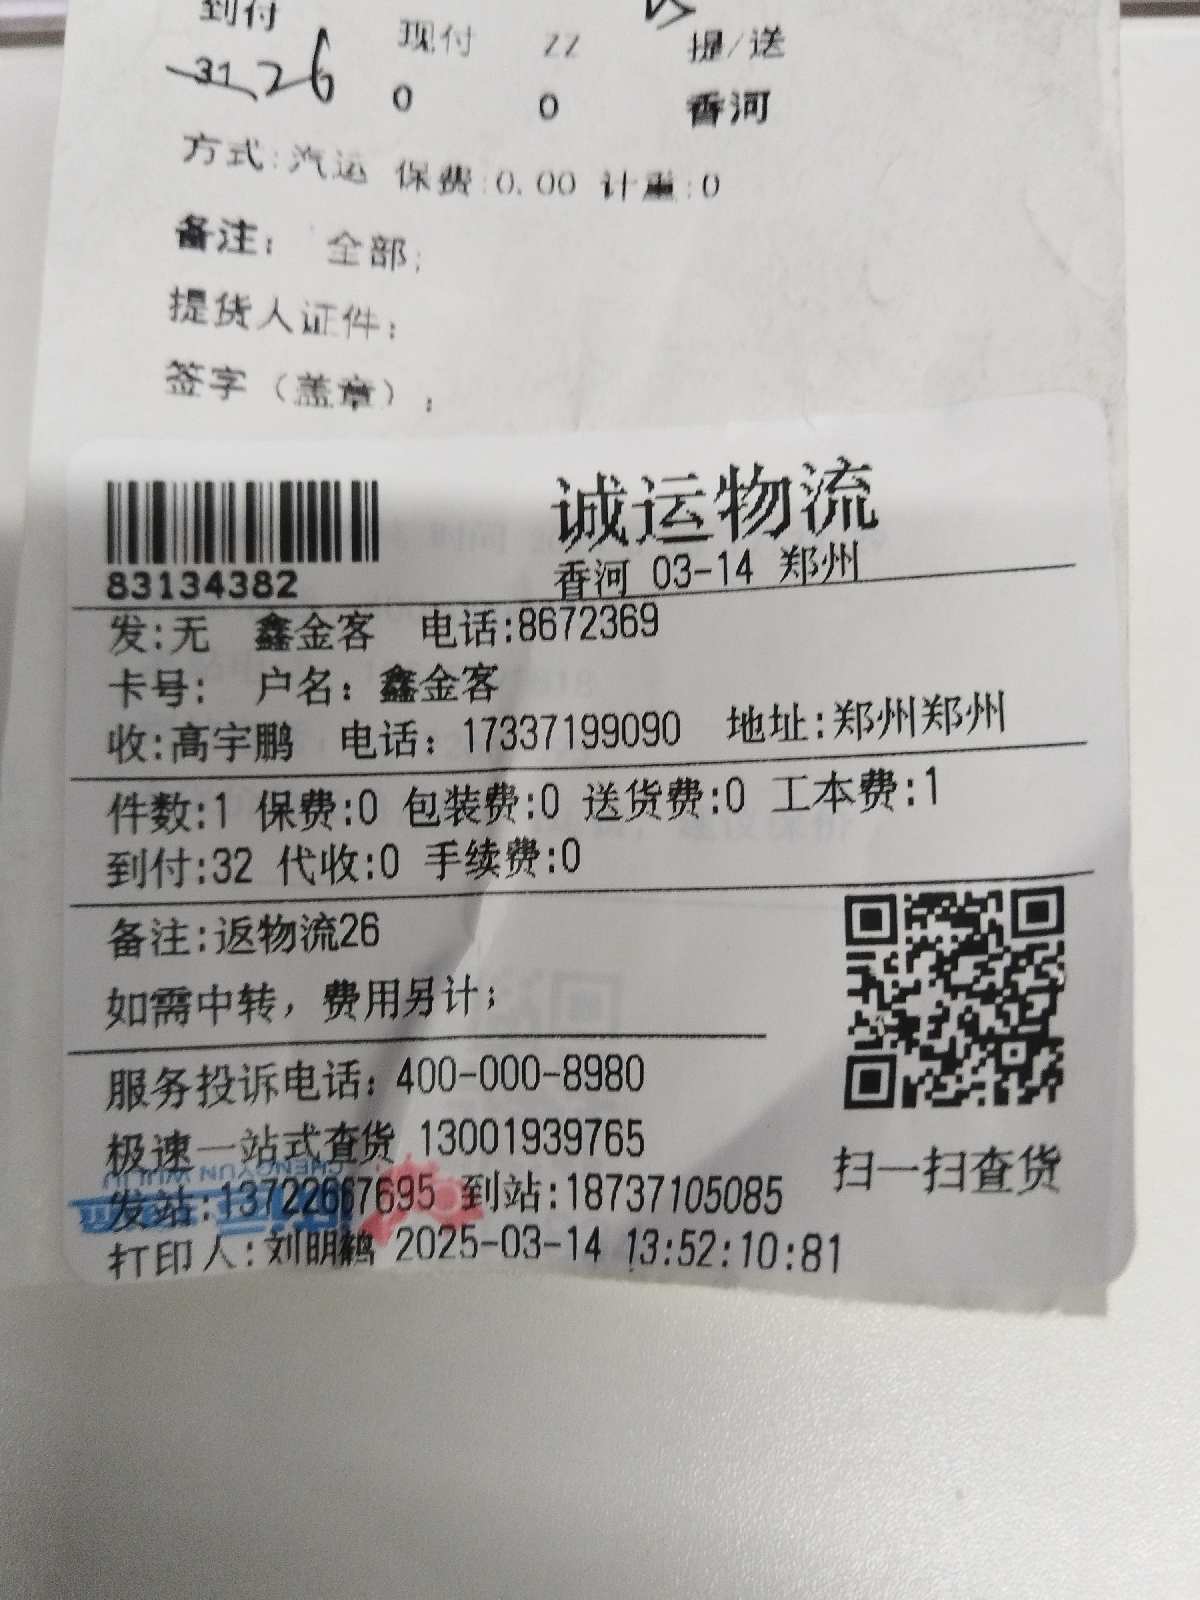 到付 现付 ZZ 提/送
31 26 0 0 香河
方式:汽运 保费:0.00 计重:0
备注: 全部;
提货人证件:
签字（盖章）:
诚运物流
83134382 香河 03-14 郑州
发:无 鑫金客 电话:8672369
卡号: 户名: 鑫金客
收:高宇鹏 电话: 17337199090 地址:郑州郑州
件数:1 保费:0 包装费:0 送货费:0 工本费:1
到付:32 代收:0 手续费:0
备注:返物流26
如需中转，费用另计;
服务投诉电话: 400-000-8980
极速一站式查货 13001939765
扫一扫查货
CHENGYUN WULIU
发站:13722667695 到站:18737105085
打印人:刘明鹤 2025-03-14 13:52:10:81